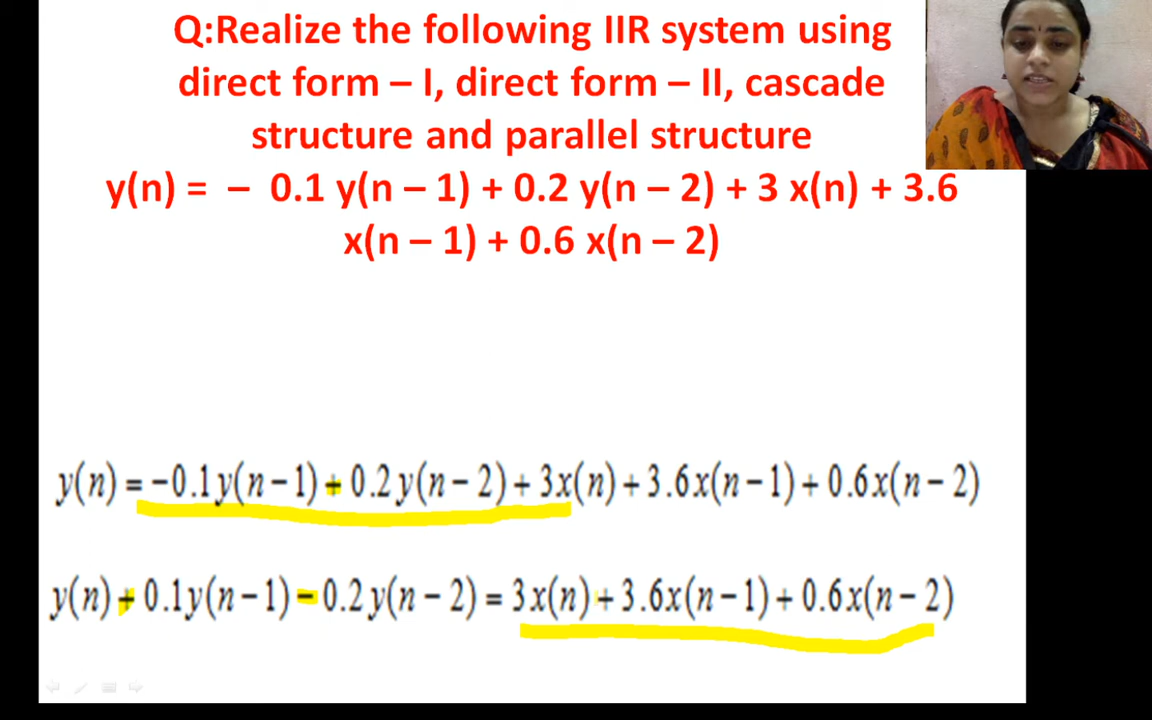 Q:Realize the following IIR system using
direct form – I, direct form – II, cascade
structure and parallel structure
y(n) = – 0.1 y(n – 1) + 0.2 y(n – 2) + 3 x(n) + 3.6
x(n – 1) + 0.6 x(n – 2)
y(n) = −0.1y(n−1) + 0.2y(n−2) + 3x(n) + 3.6x(n−1) + 0.6x(n−2)
y(n) + 0.1y(n−1) − 0.2y(n−2) = 3x(n) + 3.6x(n−1) + 0.6x(n−2)